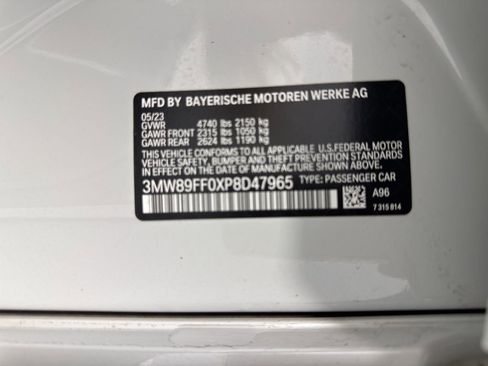 MFD BY BAYERISCHE MOTOREN WERKE AG
05/23
GVWR 4740 lbs 2150 kg
GAWR FRONT 2315 lbs 1050 kg
GAWR REAR 2624 lbs 1190 kg
THIS VEHICLE CONFORMS TO ALL APPLICABLE U.S. FEDERAL MOTOR
VEHICLE SAFETY, BUMPER AND THEFT PREVENTION STANDARDS
IN EFFECT ON THE DATE OF MANUFACTURE SHOWN ABOVE.
3MW89FF0XP8D47965 TYPE: PASSENGER CAR
A96
7 315 814